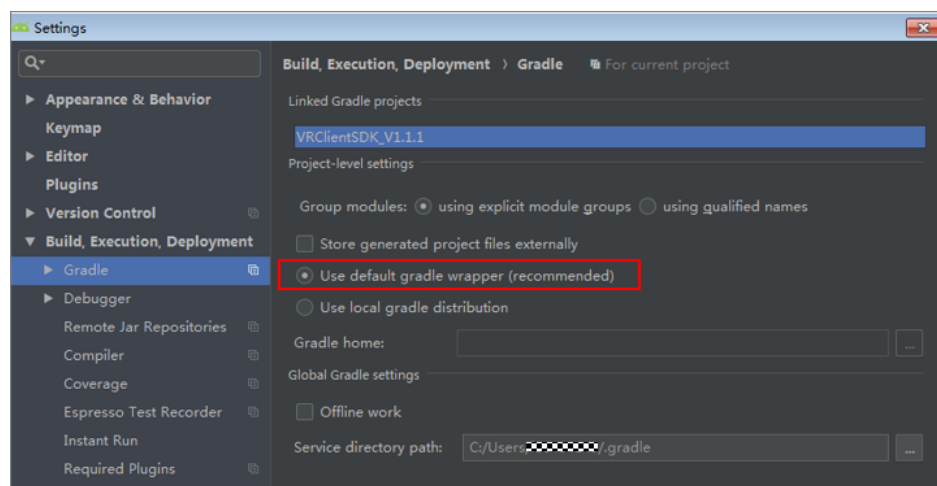 Settings
Appearance & Behavior
Keymap
Editor
Plugins
Version Control
Build, Execution, Deployment
Gradle
Debugger
Remote Jar Repositories
Compiler
Coverage
Espresso Test Recorder
Instant Run
Required Plugins
Build, Execution, Deployment › Gradle For current project
Linked Gradle projects
VRClientSDK_V1.1.1
Project-level settings
Group modules: using explicit module groups using qualified names
Store generated project files externally
Use default gradle wrapper (recommended)
Use local gradle distribution
Gradle home:
...
Global Gradle settings
Offline work
Service directory path: C:/Users/ /.gradle ...